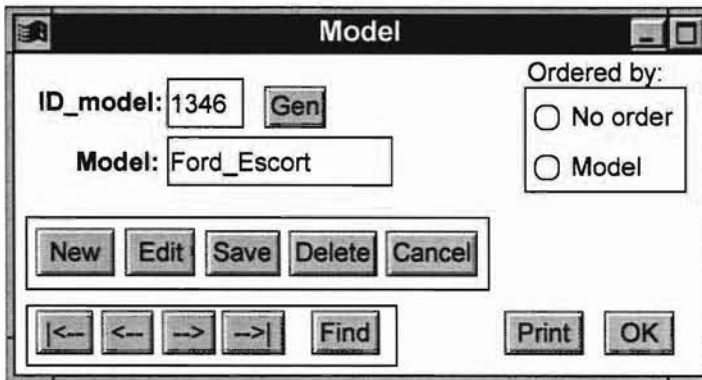 Model
Ordered by:
ID_model: 1346 Gen
No order
Model: Ford_Escort
Model
New Edit Save Delete Cancel
|<-- <-- --> -->| Find Print OK